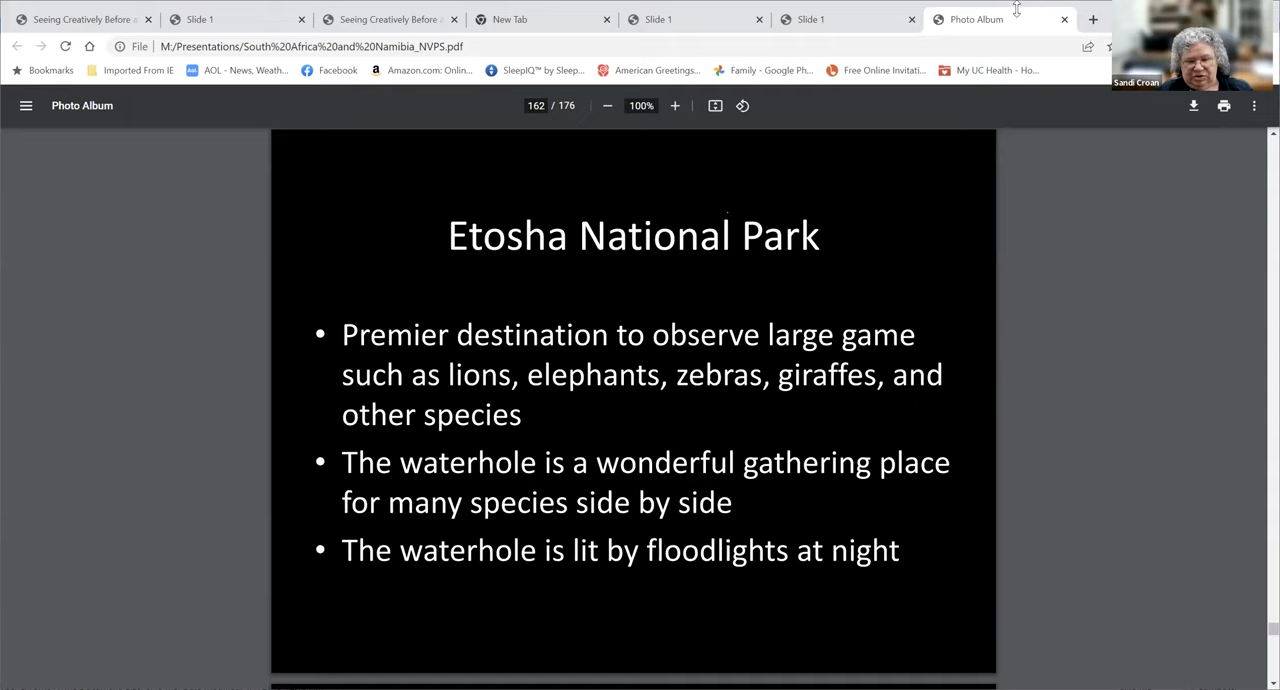 Seeing Creatively Before a
Slide 1
Seeing Creatively Before a
New Tab
Slide 1
Slide 1
Photo Album
File
M:/Presentations/South%20Africa%20and%20Namibia_NVPS.pdf
Bookmarks
Imported From IE
AOL - News, Weath...
Facebook
Amazon.com: Onlin...
SleepIQ™ by Sleep...
American Greetings...
Family - Google Ph...
Free Online Invitati...
My UC Health - Ho...
Sandi Croan
Photo Album
162 / 176
100%
Etosha National Park
• Premier destination to observe large game
such as lions, elephants, zebras, giraffes, and
other species
• The waterhole is a wonderful gathering place
for many species side by side
• The waterhole is lit by floodlights at night